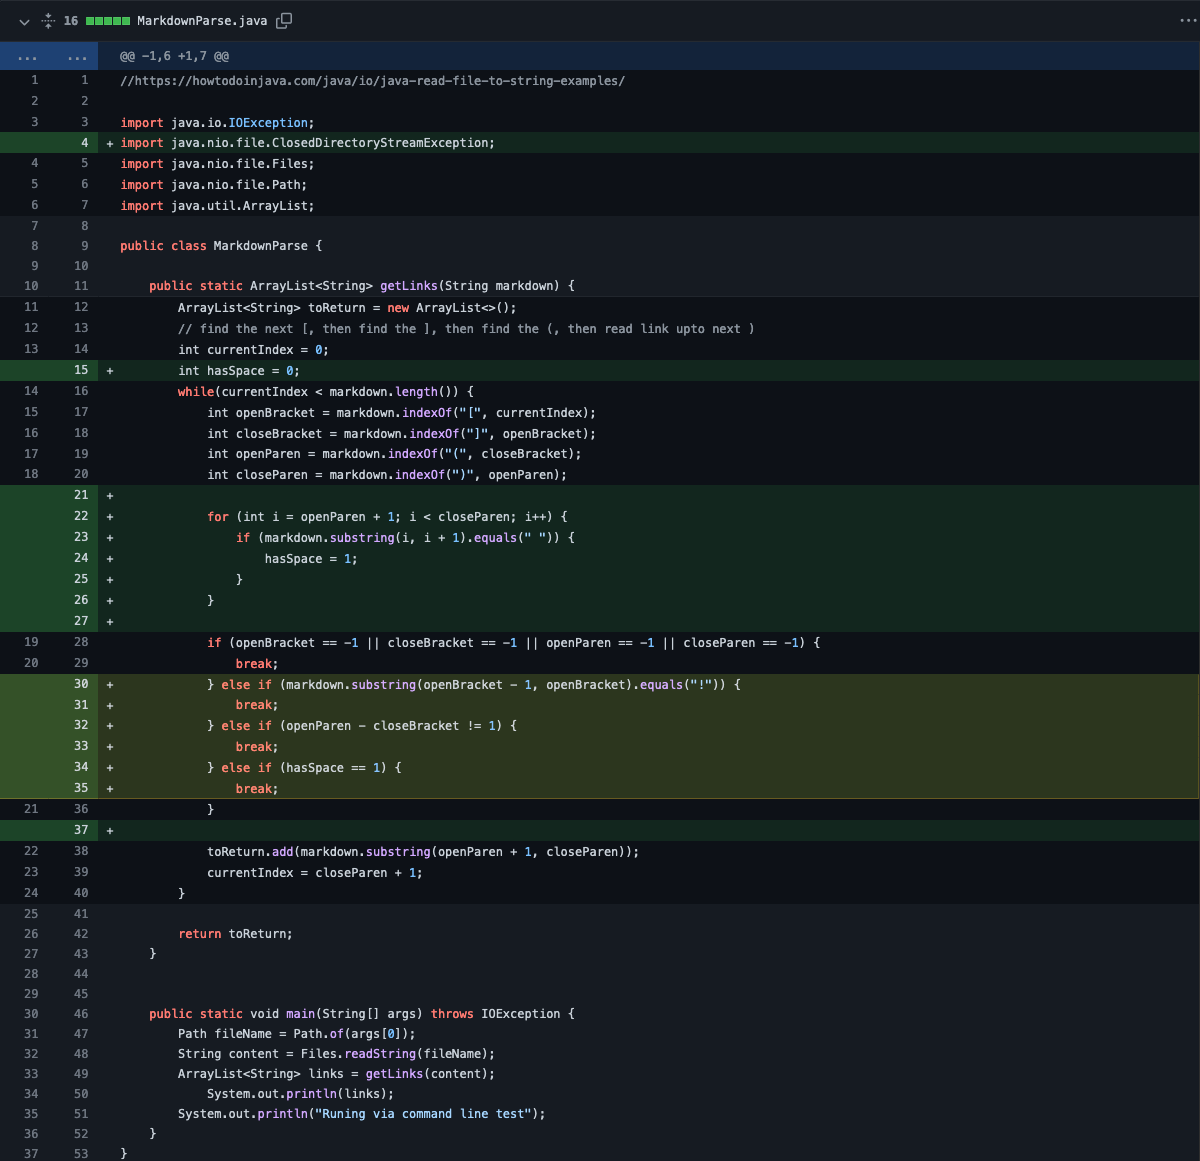 16 MarkdownParse.java
... ... @@ -1,6 +1,7 @@
1 1 //https://howtodoinjava.com/java/io/java-read-file-to-string-examples/
2 2
3 3 import java.io.IOException;
4 + import java.nio.file.ClosedDirectoryStreamException;
4 5 import java.nio.file.Files;
5 6 import java.nio.file.Path;
6 7 import java.util.ArrayList;
7 8
8 9 public class MarkdownParse {
9 10
10 11 public static ArrayList<String> getLinks(String markdown) {
11 12 ArrayList<String> toReturn = new ArrayList<>();
12 13 // find the next [, then find the ], then find the (, then read link upto next )
13 14 int currentIndex = 0;
15 + int hasSpace = 0;
14 16 while(currentIndex < markdown.length()) {
15 17 int openBracket = markdown.indexOf("[", currentIndex);
16 18 int closeBracket = markdown.indexOf("]", openBracket);
17 19 int openParen = markdown.indexOf("(", closeBracket);
18 20 int closeParen = markdown.indexOf(")", openParen);
21 +
22 + for (int i = openParen + 1; i < closeParen; i++) {
23 + if (markdown.substring(i, i + 1).equals(" ")) {
24 + hasSpace = 1;
25 + }
26 + }
27 +
19 28 if (openBracket == -1 || closeBracket == -1 || openParen == -1 || closeParen == -1) {
20 29 break;
30 + } else if (markdown.substring(openBracket - 1, openBracket).equals("!")) {
31 + break;
32 + } else if (openParen - closeBracket != 1) {
33 + break;
34 + } else if (hasSpace == 1) {
35 + break;
21 36 }
37 +
22 38 toReturn.add(markdown.substring(openParen + 1, closeParen));
23 39 currentIndex = closeParen + 1;
24 40 }
25 41
26 42 return toReturn;
27 43 }
28 44
29 45
30 46 public static void main(String[] args) throws IOException {
31 47 Path fileName = Path.of(args[0]);
32 48 String content = Files.readString(fileName);
33 49 ArrayList<String> links = getLinks(content);
34 50 System.out.println(links);
35 51 System.out.println("Runing via command line test");
36 52 }
37 53 }